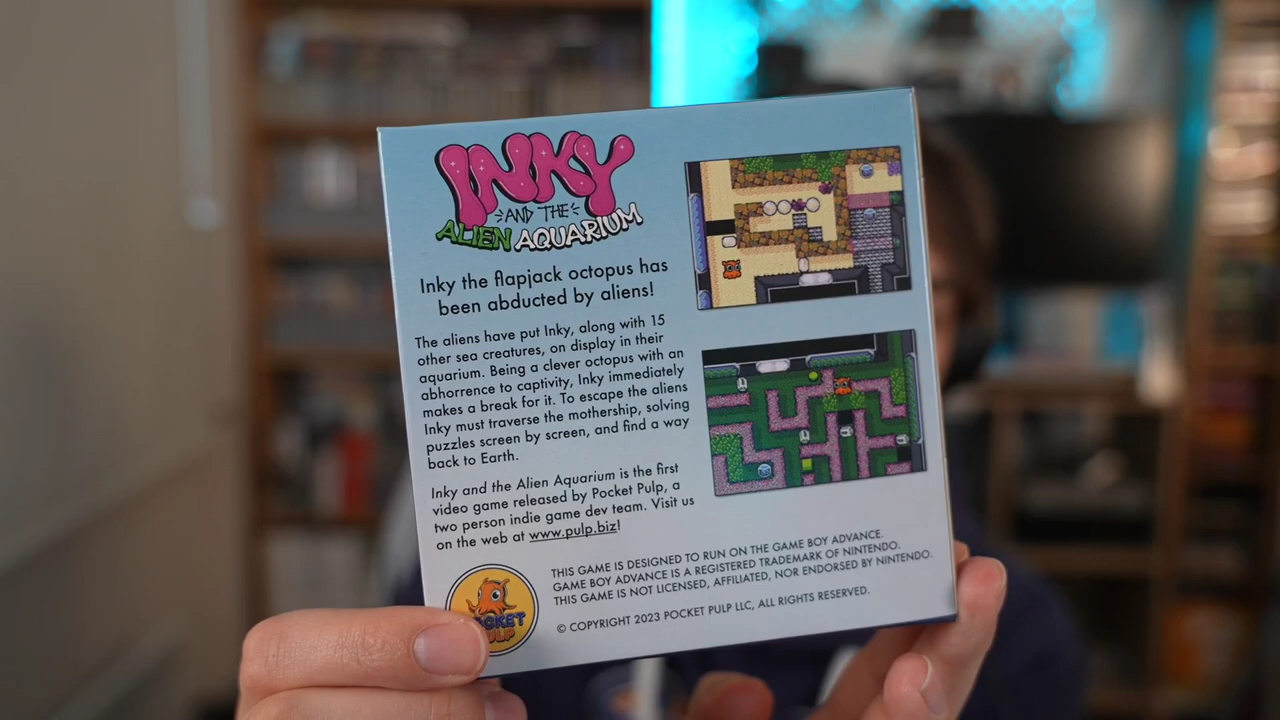 INKY
AND THE
ALIEN AQUARIUM
Inky the flapjack octopus has
been abducted by aliens!
The aliens have put Inky, along with 15
other sea creatures, on display in their
aquarium. Being a clever octopus with an
abhorrence to captivity, Inky immediately
makes a break for it. To escape the aliens
Inky must traverse the mothership, solving
puzzles screen by screen, and find a way
back to Earth.
Inky and the Alien Aquarium is the first
video game released by Pocket Pulp, a
two person indie game dev team. Visit us
on the web at www.pulp.biz!
THIS GAME IS DESIGNED TO RUN ON THE GAME BOY ADVANCE.
GAME BOY ADVANCE IS A REGISTERED TRADEMARK OF NINTENDO.
THIS GAME IS NOT LICENSED, AFFILIATED, NOR ENDORSED BY NINTENDO.
© COPYRIGHT 2023 POCKET PULP LLC, ALL RIGHTS RESERVED.
POCKET
PULP